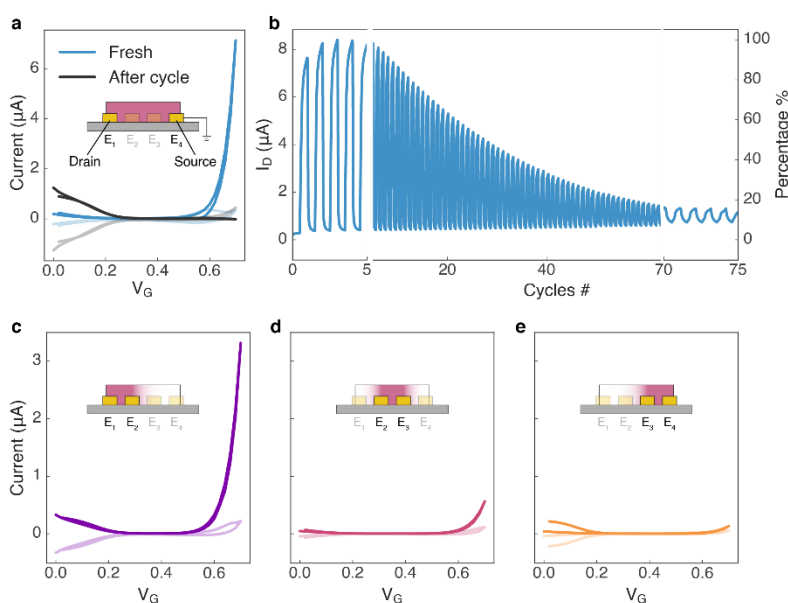 a
Fresh
After cycle
E1 E2 E3 E4
Drain Source
Current (µA)
6
4
2
0
0.0 0.2 0.4 0.6
VG
b
ID (µA)
8
6
4
2
0
100
80
60
40
20
0
Percentage %
0 5 20 40 70 75
Cycles #
c
Current (µA)
3
2
1
0
E1 E2 E3 E4
0.0 0.2 0.4 0.6
VG
d
E1 E2 E3 E4
0.0 0.2 0.4 0.6
VG
e
E1 E2 E3 E4
0.0 0.2 0.4 0.6
VG